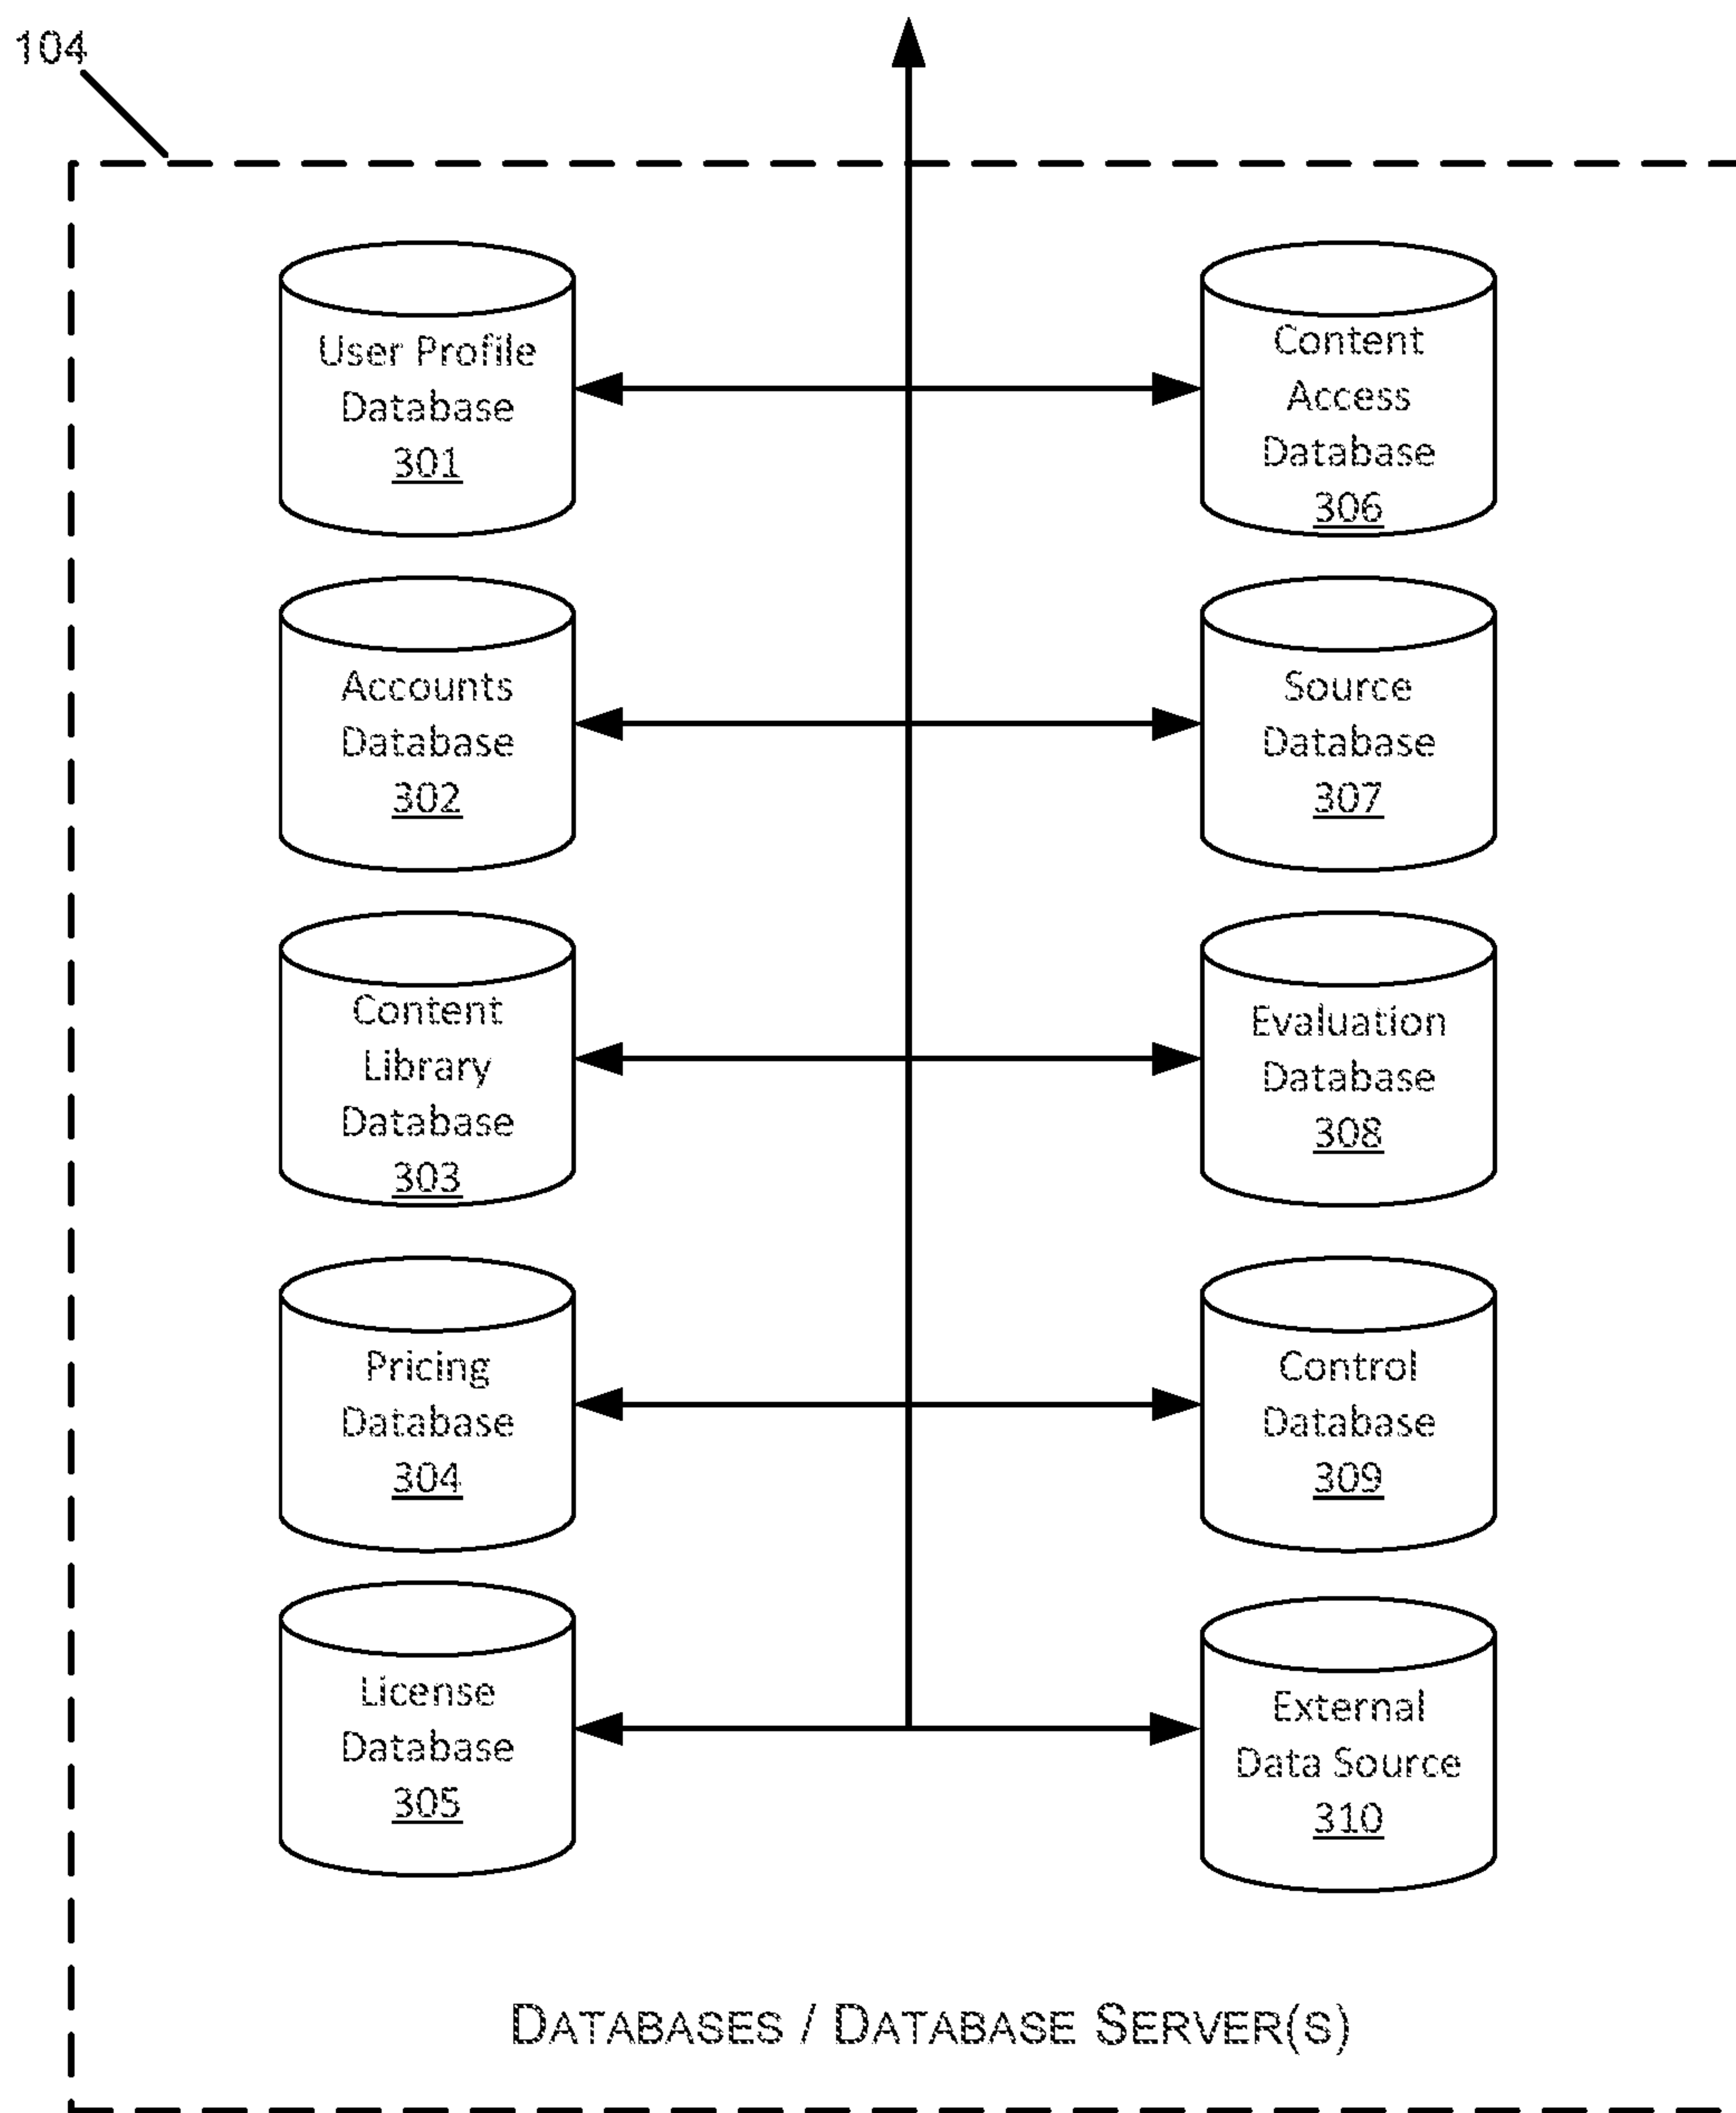 104
User Profile
Database
301
Content
Access
Database
306
Accounts
Database
302
Source
Database
307
Content
Library
Database
303
Evaluation
Database
308
Pricing
Database
304
Control
Database
309
License
Database
305
External
Data Source
310
DATABASES / DATABASE SERVER(S)